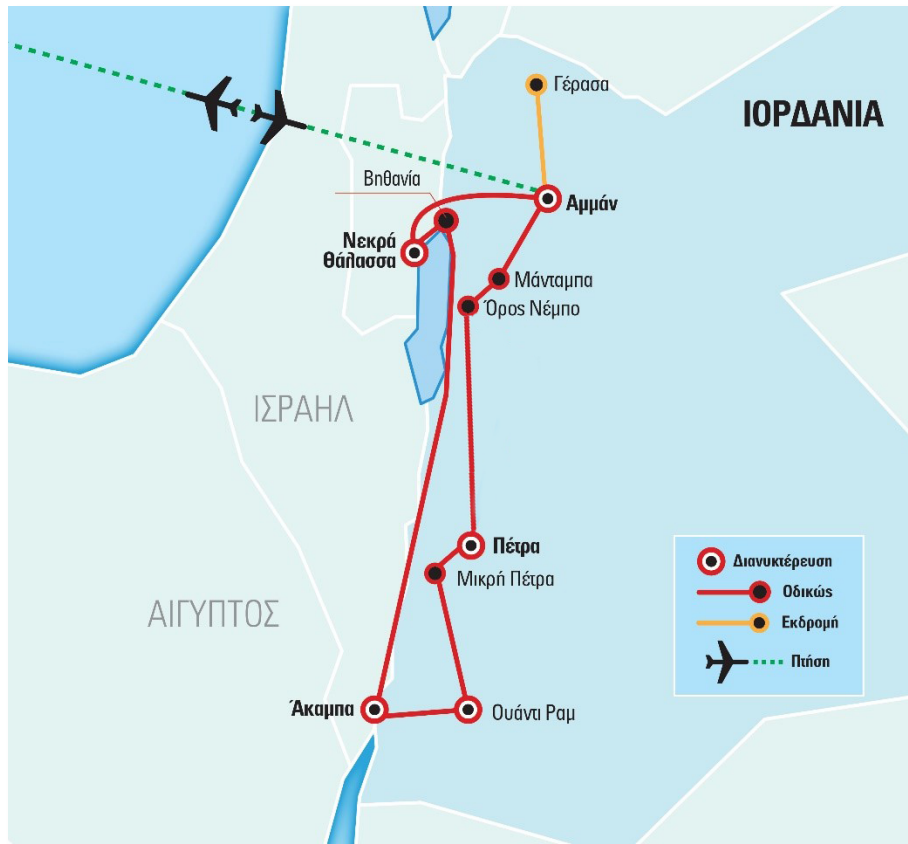 Γέρασα
ΙΟΡΔΑΝΙΑ
Βηθανία
Αμμάν
Νεκρά
Θάλασσα
Μάνταμπα
Όρος Νέμπο
ΙΣΡΑΗΛ
Πέτρα
Μικρή Πέτρα
ΑΙΓΥΠΤΟΣ
Άκαμπα
Ουάντι Ραμ
Διανυκτέρευση
Οδικώς
Εκδρομή
Πτήση